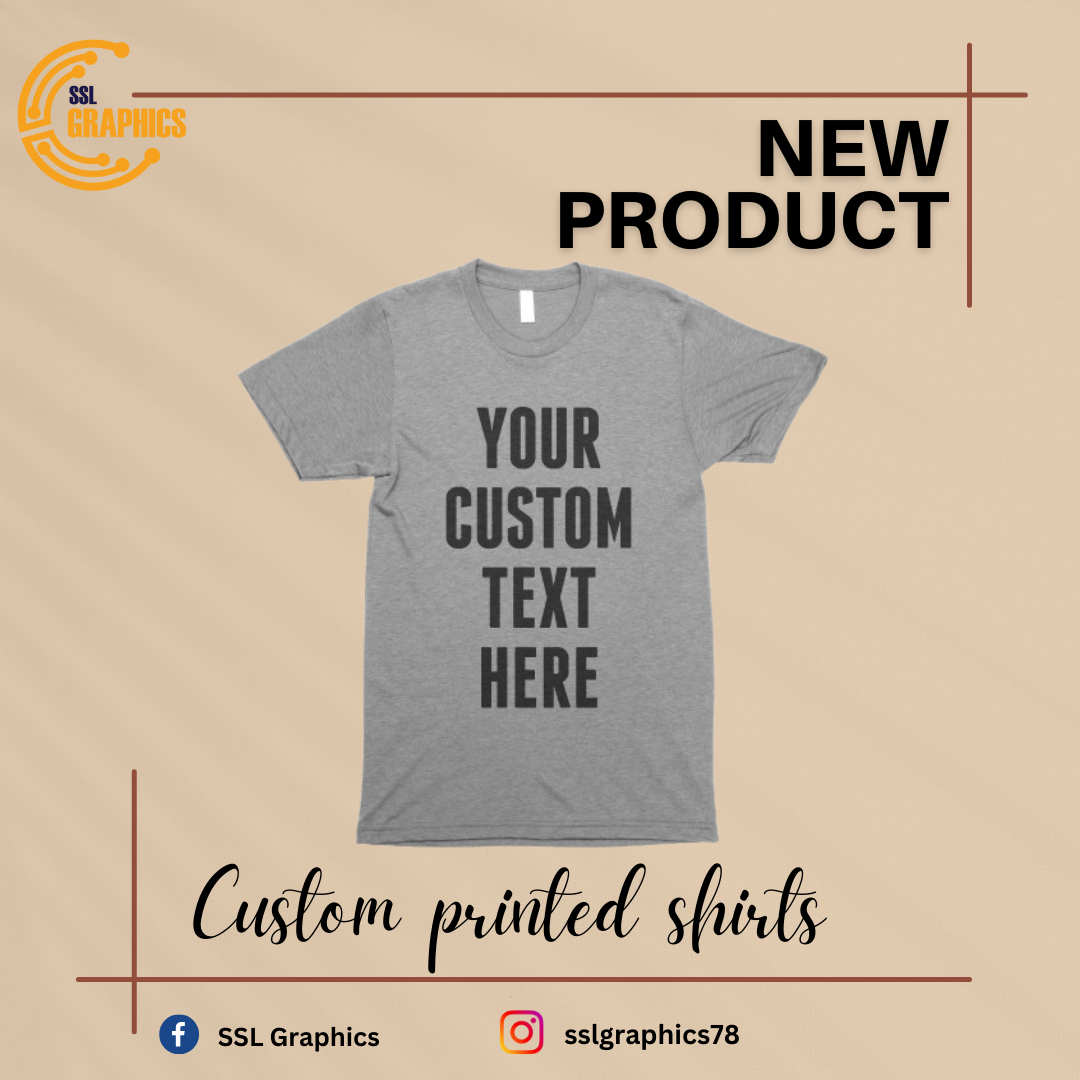 SSL
GRAPHICS
NEW
PRODUCT
YOUR
CUSTOM
TEXT
HERE
Custom printed shirts
SSL Graphics
sslgraphics78